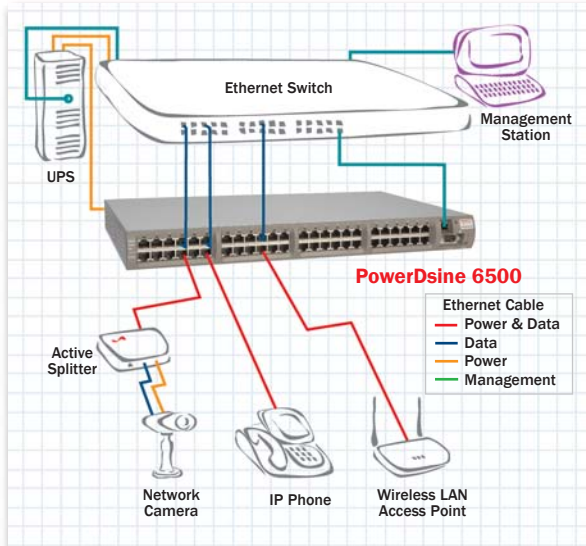 Ethernet Switch
Management
Station
UPS
PowerDsine 6500
Ethernet Cable
Power & Data
Data
Power
Management
Active
Splitter
Network
Camera
IP Phone
Wireless LAN
Access Point